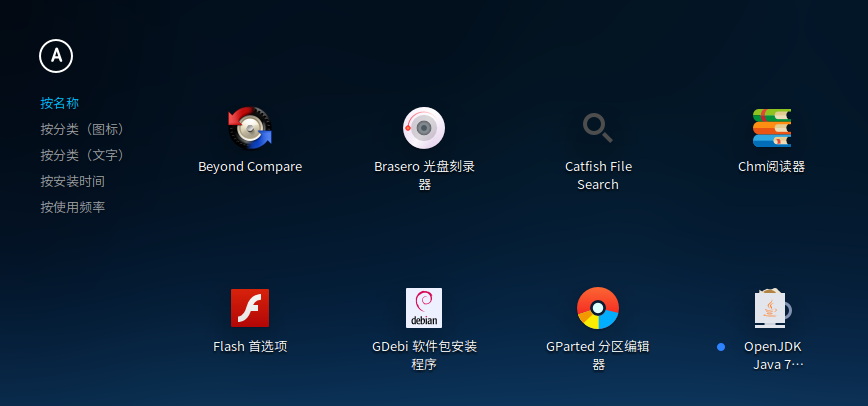 A
按名称
按分类（图标）
按分类（文字）
按安装时间
按使用频率
Beyond Compare
Brasero 光盘刻录
器
Catfish File
Search
Chm阅读器
Flash 首选项
debian
GDebi 软件包安装
程序
GParted 分区编辑
器
OpenJDK
Java 7…